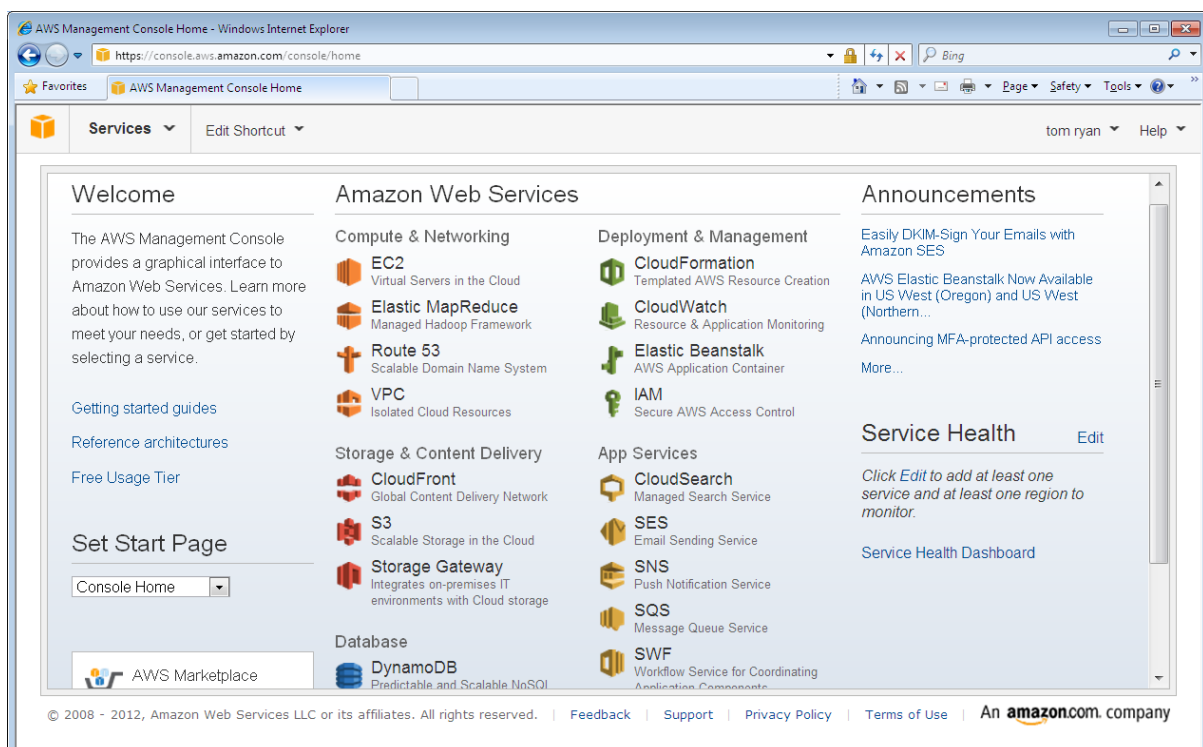 AWS Management Console Home - Windows Internet Explorer
https://console.aws.amazon.com/console/home
Bing
Favorites
AWS Management Console Home
Page
Safety
Tools
Services
Edit Shortcut
tom ryan
Help
Welcome
The AWS Management Console
provides a graphical interface to
Amazon Web Services. Learn more
about how to use our services to
meet your needs, or get started by
selecting a service.
Getting started guides
Reference architectures
Free Usage Tier
Set Start Page
Console Home
AWS Marketplace
Amazon Web Services
Compute & Networking
EC2
Virtual Servers in the Cloud
Elastic MapReduce
Managed Hadoop Framework
Route 53
Scalable Domain Name System
VPC
Isolated Cloud Resources
Storage & Content Delivery
CloudFront
Global Content Delivery Network
S3
Scalable Storage in the Cloud
Storage Gateway
Integrates on-premises IT
environments with Cloud storage
Database
DynamoDB
Predictable and Scalable NoSQL
Deployment & Management
CloudFormation
Templated AWS Resource Creation
CloudWatch
Resource & Application Monitoring
Elastic Beanstalk
AWS Application Container
IAM
Secure AWS Access Control
App Services
CloudSearch
Managed Search Service
SES
Email Sending Service
SNS
Push Notification Service
SQS
Message Queue Service
SWF
Workflow Service for Coordinating
Application Components
Announcements
Easily DKIM-Sign Your Emails with
Amazon SES
AWS Elastic Beanstalk Now Available
in US West (Oregon) and US West
(Northern...
Announcing MFA-protected API access
More...
Service Health
Edit
Click Edit to add at least one
service and at least one region to
monitor.
Service Health Dashboard
© 2008 - 2012, Amazon Web Services LLC or its affiliates. All rights reserved. | Feedback | Support | Privacy Policy | Terms of Use | An amazon.com. company